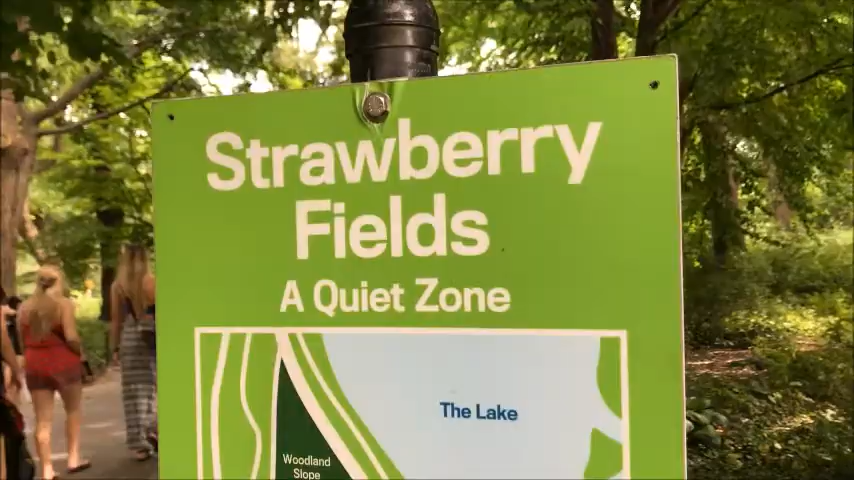 Strawberry
Fields
A Quiet Zone
The Lake
Woodland
Slope